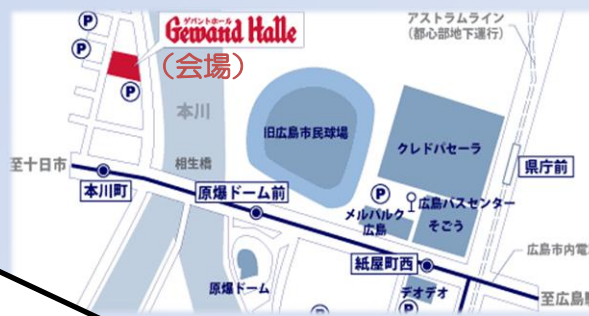 ゲバントホール
Gewand Halle
(会場)
アストラムライン
(都心部地下運行)
P
P
P
本川
旧広島市民球場
クレドパセーラ
県庁前
至十日市
相生橋
本川町
原爆ドーム前
P
広島バスセンター
メルパルク
広島
そごう
紙屋町西
広島市内電
原爆ドーム
デオデオ
P
至広島